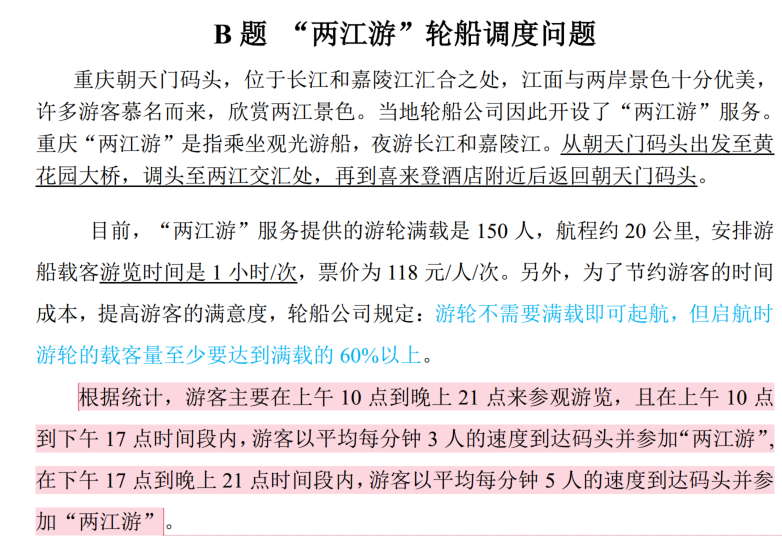 B 题 “两江游”轮船调度问题
重庆朝天门码头，位于长江和嘉陵江汇合之处，江面与两岸景色十分优美，
许多游客慕名而来，欣赏两江景色。当地轮船公司因此开设了“两江游”服务。
重庆“两江游”是指乘坐观光游船，夜游长江和嘉陵江。从朝天门码头出发至黄
花园大桥，调头至两江交汇处，再到喜来登酒店附近后返回朝天门码头。
目前，“两江游”服务提供的游轮满载是 150 人，航程约 20 公里, 安排游
船载客游览时间是 1 小时/次，票价为 118 元/人/次。另外，为了节约游客的时间
成本，提高游客的满意度，轮船公司规定：游轮不需要满载即可起航，但启航时
游轮的载客量至少要达到满载的 60%以上。
根据统计，游客主要在上午 10 点到晚上 21 点来参观游览，且在上午 10 点
到下午 17 点时间段内，游客以平均每分钟 3 人的速度到达码头并参加“两江游”，
在下午 17 点到晚上 21 点时间段内，游客以平均每分钟 5 人的速度到达码头并参
加“两江游”。